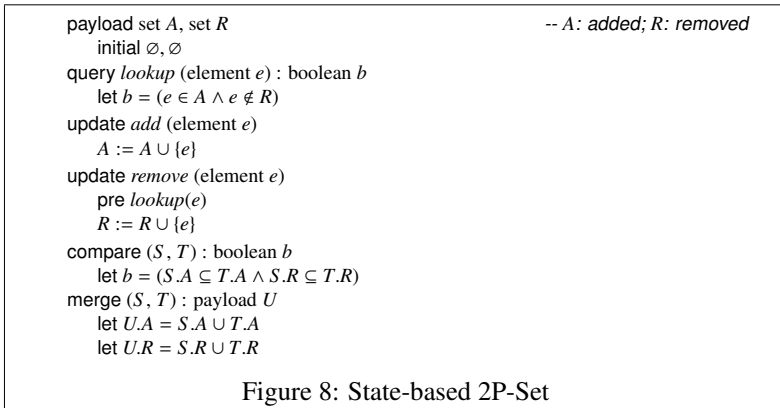 payload set A, set R -- A: added; R: removed
initial ∅, ∅
query lookup (element e) : boolean b
let b = (e ∈ A ∧ e ∉ R)
update add (element e)
A := A ∪ {e}
update remove (element e)
pre lookup(e)
R := R ∪ {e}
compare (S, T) : boolean b
let b = (S.A ⊆ T.A ∧ S.R ⊆ T.R)
merge (S, T) : payload U
let U.A = S.A ∪ T.A
let U.R = S.R ∪ T.R
Figure 8: State-based 2P-Set